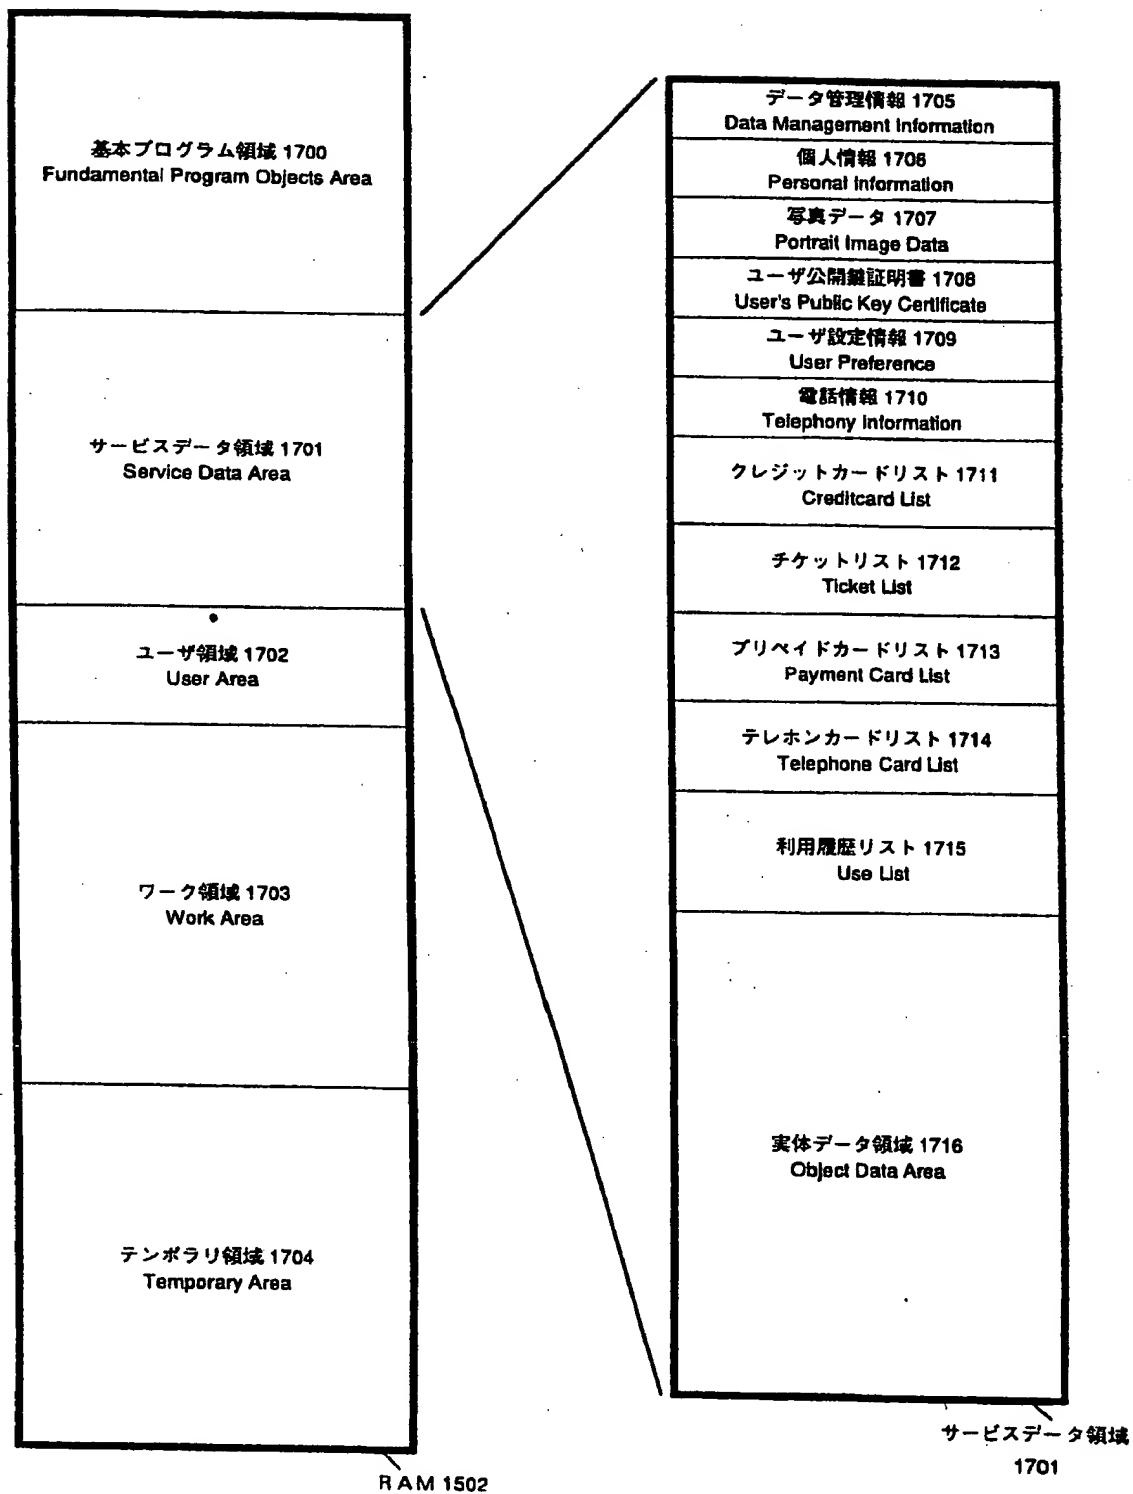 基本プログラム領域 1700
Fundamental Program Objects Area
サービスデータ領域 1701
Service Data Area
ユーザ領域 1702
User Area
ワーク領域 1703
Work Area
テンポラリ領域 1704
Temporary Area
RAM 1502
データ管理情報 1705
Data Management Information
個人情報 1706
Personal Information
写真データ 1707
Portrait Image Data
ユーザ公開鍵証明書 1708
User's Public Key Certificate
ユーザ設定情報 1709
User Preference
電話情報 1710
Telephony Information
クレジットカードリスト 1711
Creditcard List
チケットリスト 1712
Ticket List
プリペイドカードリスト 1713
Payment Card List
テレホンカードリスト 1714
Telephone Card List
利用履歴リスト 1715
Use List
実体データ領域 1716
Object Data Area
サービスデータ領域
1701